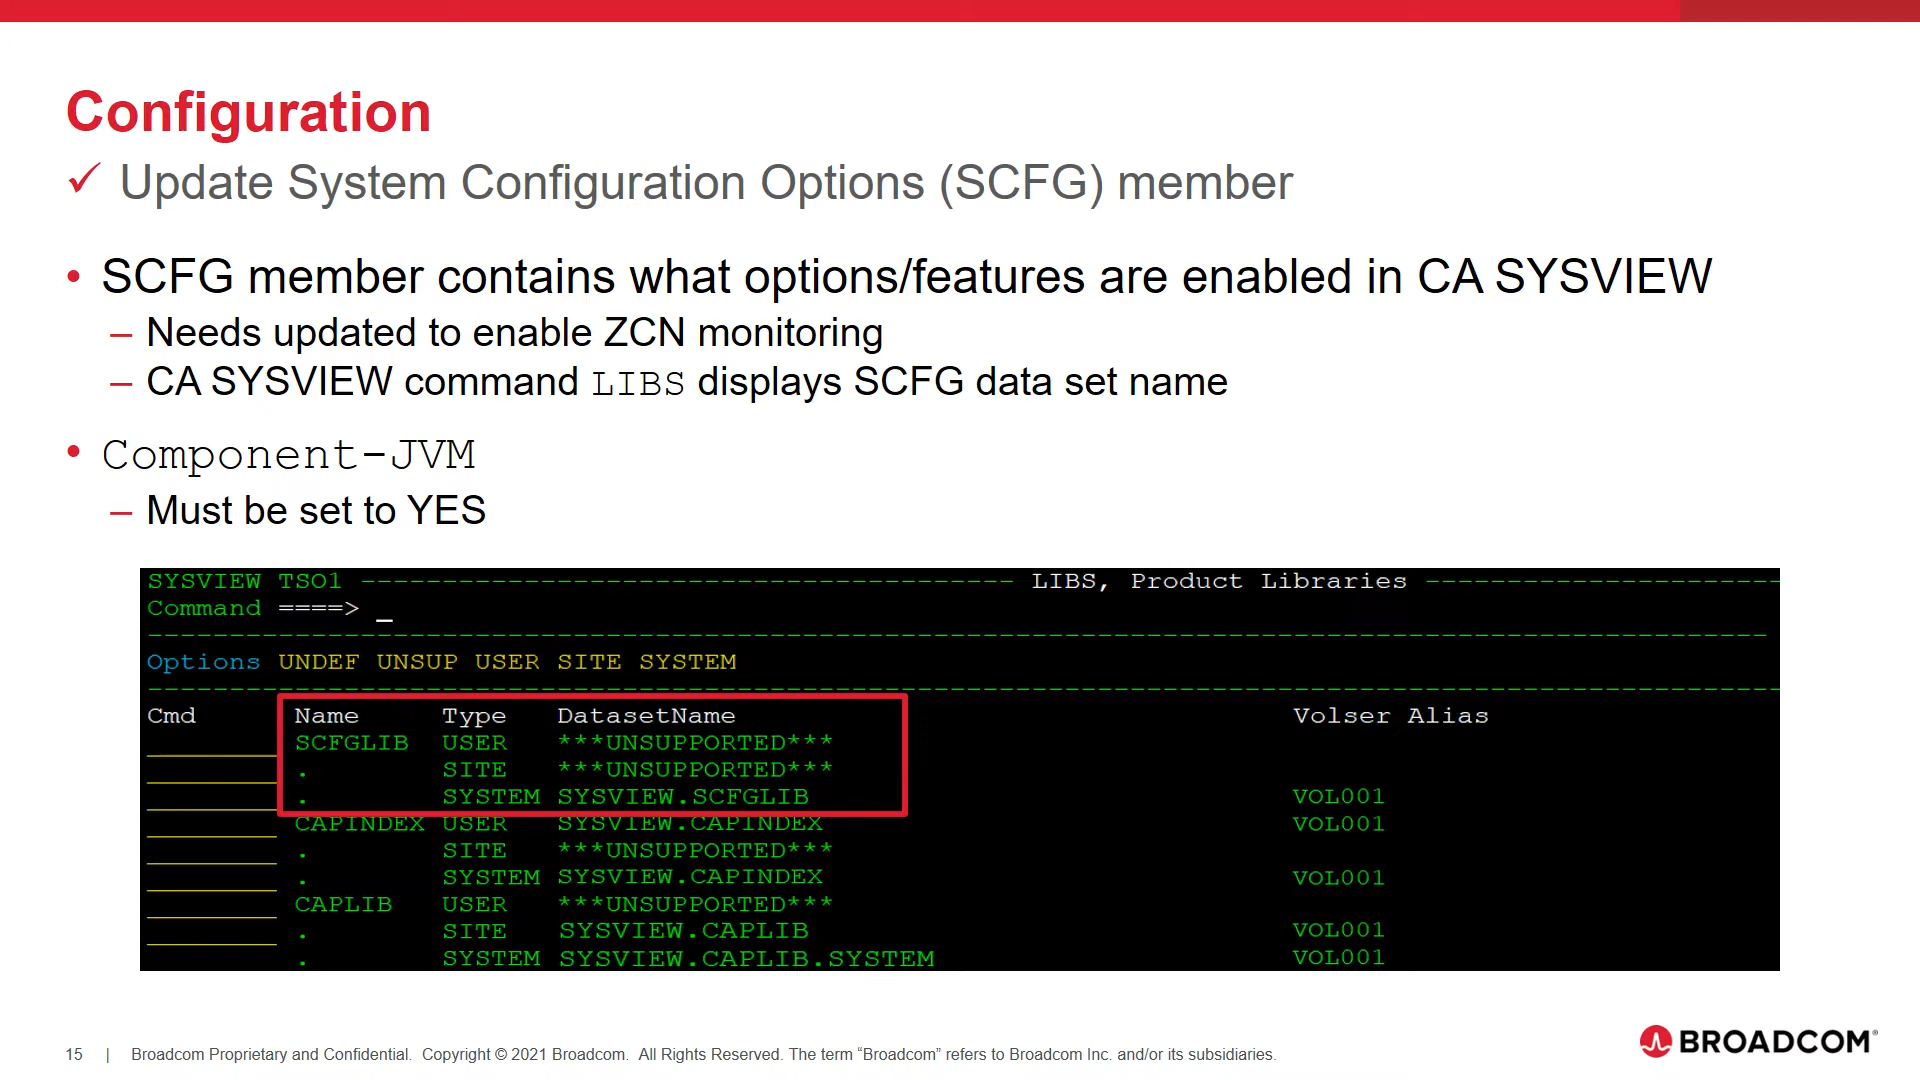 Configuration
✓ Update System Configuration Options (SCFG) member
• SCFG member contains what options/features are enabled in CA SYSVIEW
– Needs updated to enable ZCN monitoring
– CA SYSVIEW command LIBS displays SCFG data set name
• Component-JVM
– Must be set to YES
SYSVIEW TSO1 ---------------------------------------- LIBS, Product Libraries ----------------------
Command ====> _
Options UNDEF UNSUP USER SITE SYSTEM
Cmd Name Type DatasetName Volser Alias
SCFGLIB USER ***UNSUPPORTED***
. SITE ***UNSUPPORTED***
. SYSTEM SYSVIEW.SCFGLIB VOL001
CAPINDEX USER SYSVIEW.CAPINDEX VOL001
. SITE ***UNSUPPORTED***
. SYSTEM SYSVIEW.CAPINDEX VOL001
CAPLIB USER ***UNSUPPORTED***
. SITE SYSVIEW.CAPLIB VOL001
. SYSTEM SYSVIEW.CAPLIB.SYSTEM VOL001
15 | Broadcom Proprietary and Confidential. Copyright © 2021 Broadcom. All Rights Reserved. The term “Broadcom” refers to Broadcom Inc. and/or its subsidiaries.
BROADCOM®